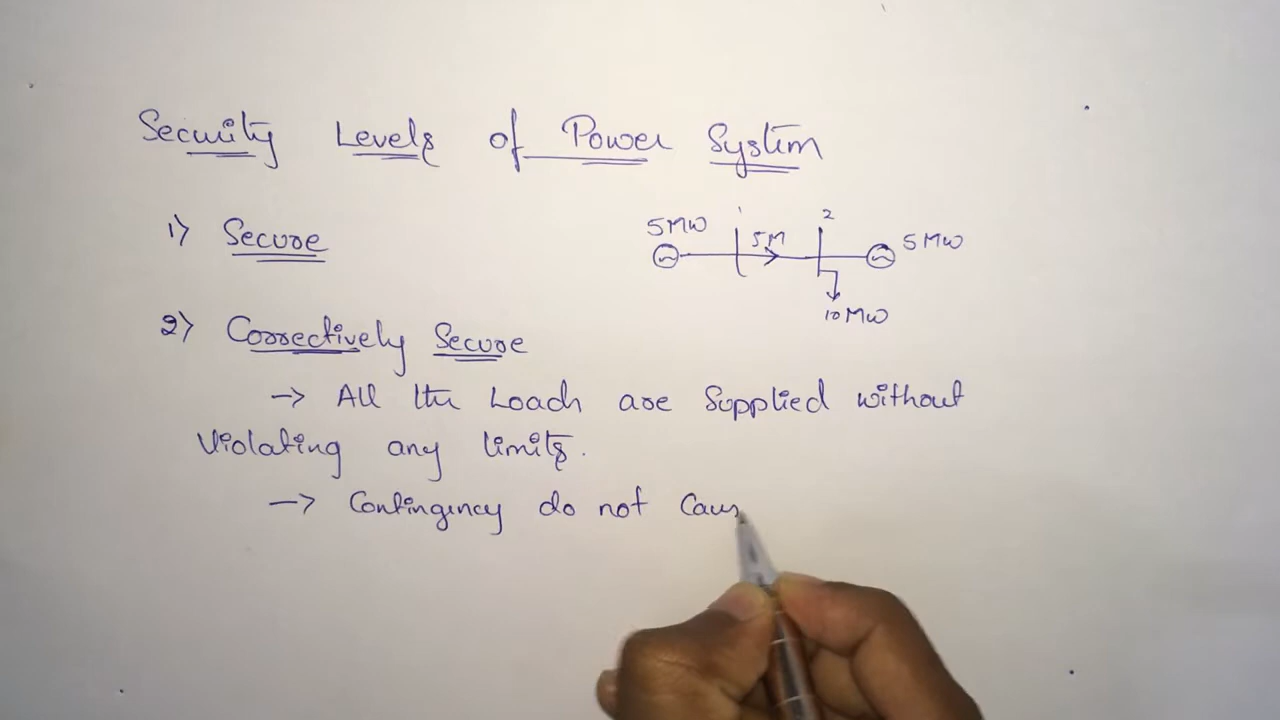 Security Levels of Power System
1) Secure
5MW 1 5M 2 5MW
10MW
2) Correctively Secure
→ All the Loads are Supplied without
Violating any limits.
→ Contingency do not Caus